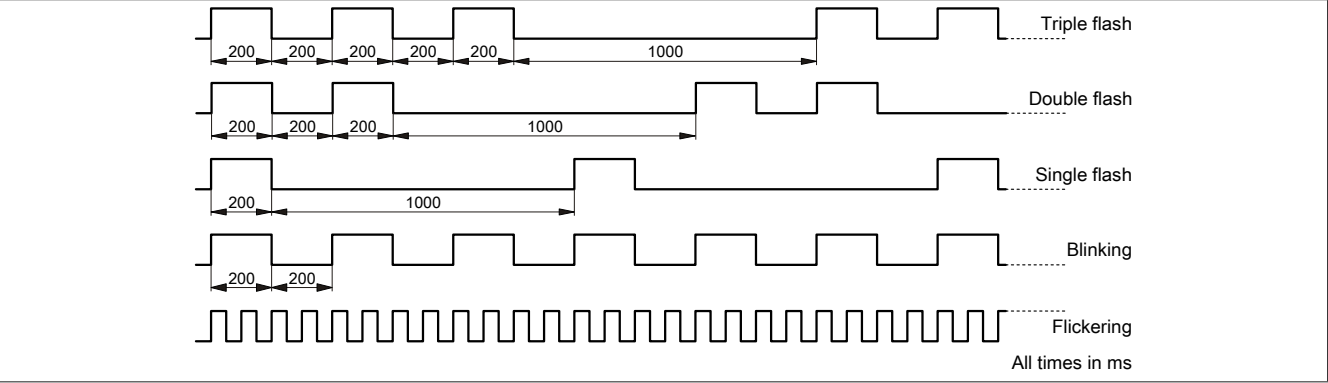 Triple flash
200 200 200 200 200 1000
Double flash
200 200 200 1000
Single flash
200 1000
Blinking
200 200
Flickering
All times in ms